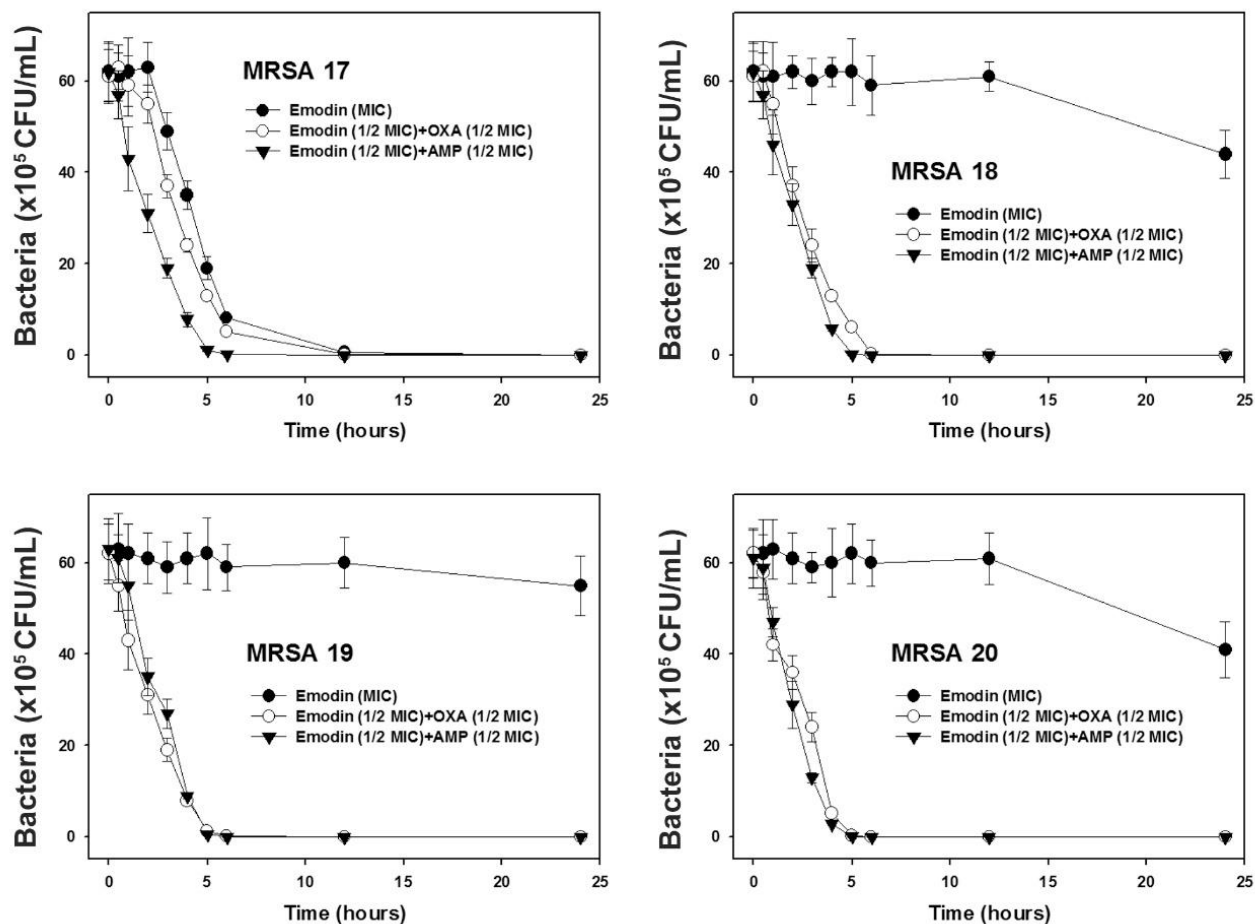 MRSA 17
Emodin (MIC)
Emodin (1/2 MIC)+OXA (1/2 MIC)
Emodin (1/2 MIC)+AMP (1/2 MIC)
Bacteria (x10⁵ CFU/mL)
60
40
20
0
0 5 10 15 20 25
Time (hours)
MRSA 18
Emodin (MIC)
Emodin (1/2 MIC)+OXA (1/2 MIC)
Emodin (1/2 MIC)+AMP (1/2 MIC)
Bacteria (x10⁵ CFU/mL)
60
40
20
0
0 5 10 15 20 25
Time (hours)
MRSA 19
Emodin (MIC)
Emodin (1/2 MIC)+OXA (1/2 MIC)
Emodin (1/2 MIC)+AMP (1/2 MIC)
Bacteria (x10⁵ CFU/mL)
60
40
20
0
0 5 10 15 20 25
Time (hours)
MRSA 20
Emodin (MIC)
Emodin (1/2 MIC)+OXA (1/2 MIC)
Emodin (1/2 MIC)+AMP (1/2 MIC)
Bacteria (x10⁵ CFU/mL)
60
40
20
0
0 5 10 15 20 25
Time (hours)